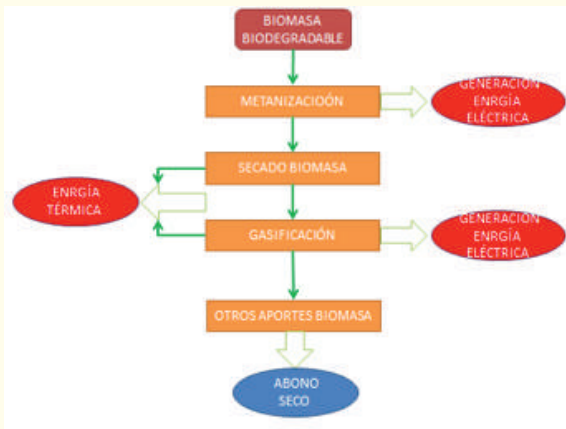 BIOMASA
BIODEGRADABLE
METANIZACIOÓN
GENERACIÓN
ENRGÍA
ELÉCTRICA
SECADO BIOMASA
ENRGÍA
TÉRMICA
GASIFICACIÓN
GENERACIÓN
ENRGÍA
ELÉCTRICA
OTROS APORTES BIOMASA
ABONO
SECO